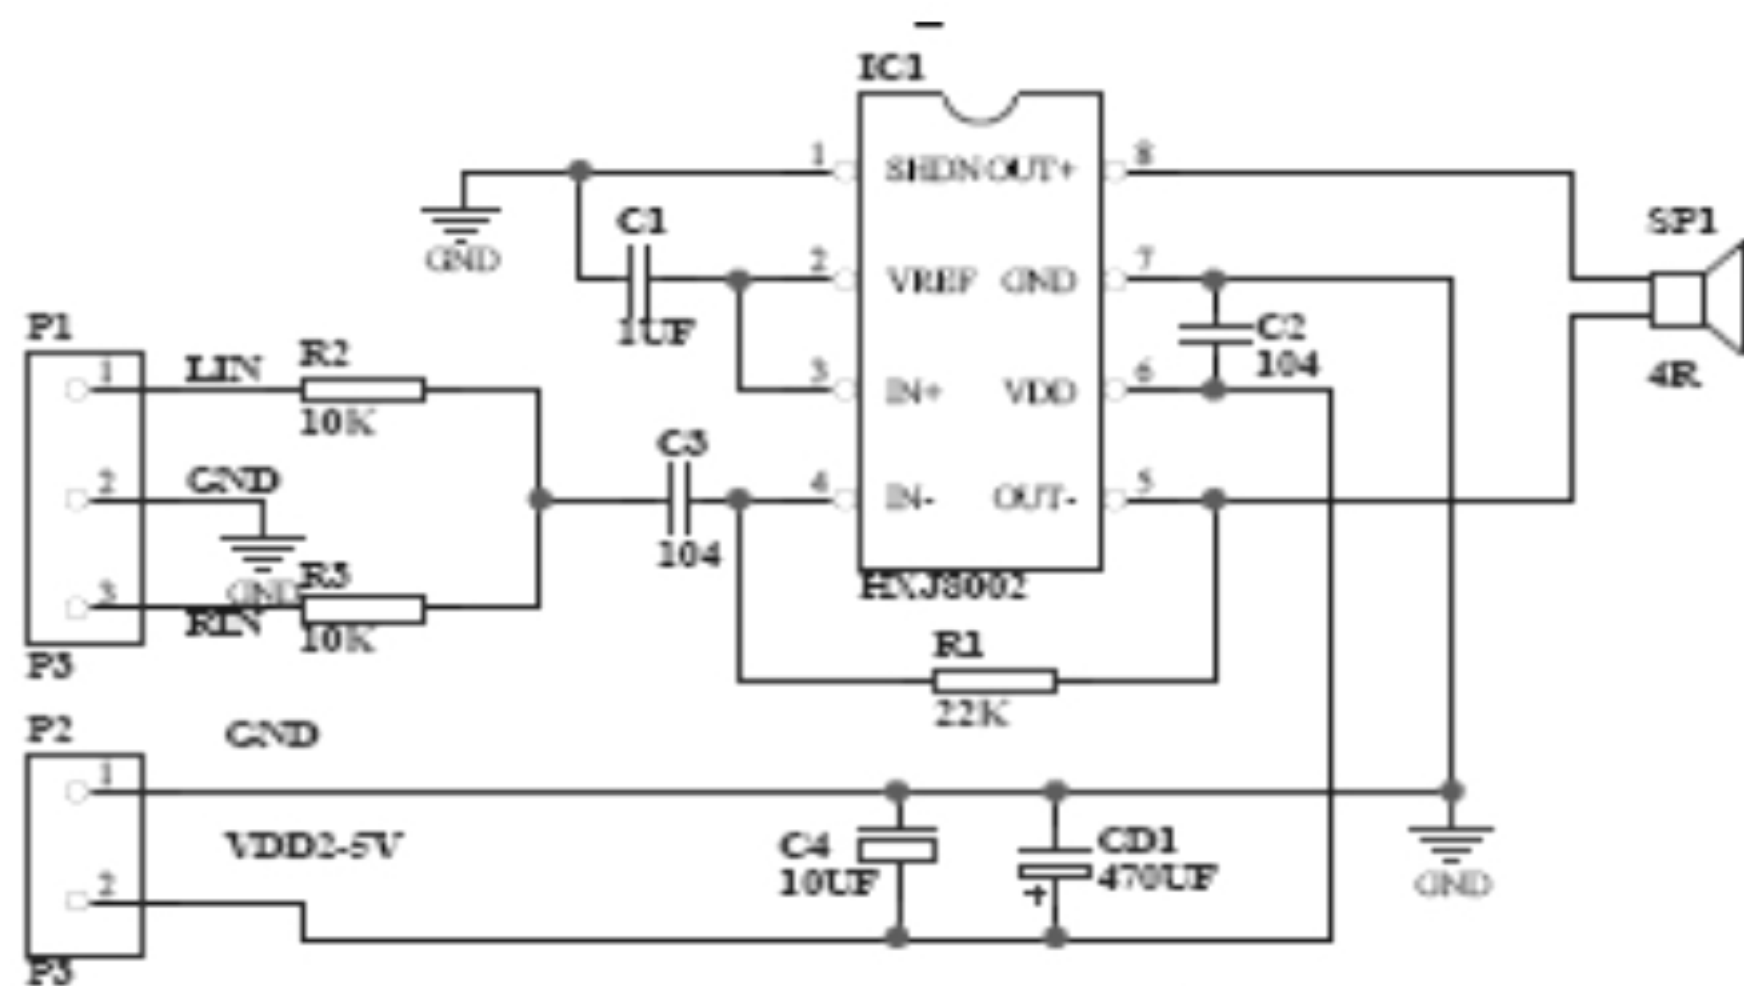 IC1
1
SHDN
OUT+
8
GND
C1
1UF
2
VREF
GND
7
SP1
4R
C2
104
3
IN+
VDD
6
P1
1
LIN
R2
10K
2
GND
GND
3
RIN
R3
10K
P3
C3
104
4
IN-
OUT-
5
HXJ8002
R1
22K
P2
GND
1
VDD2-5V
2
P3
C4
10UF
CD1
470UF
+
GND